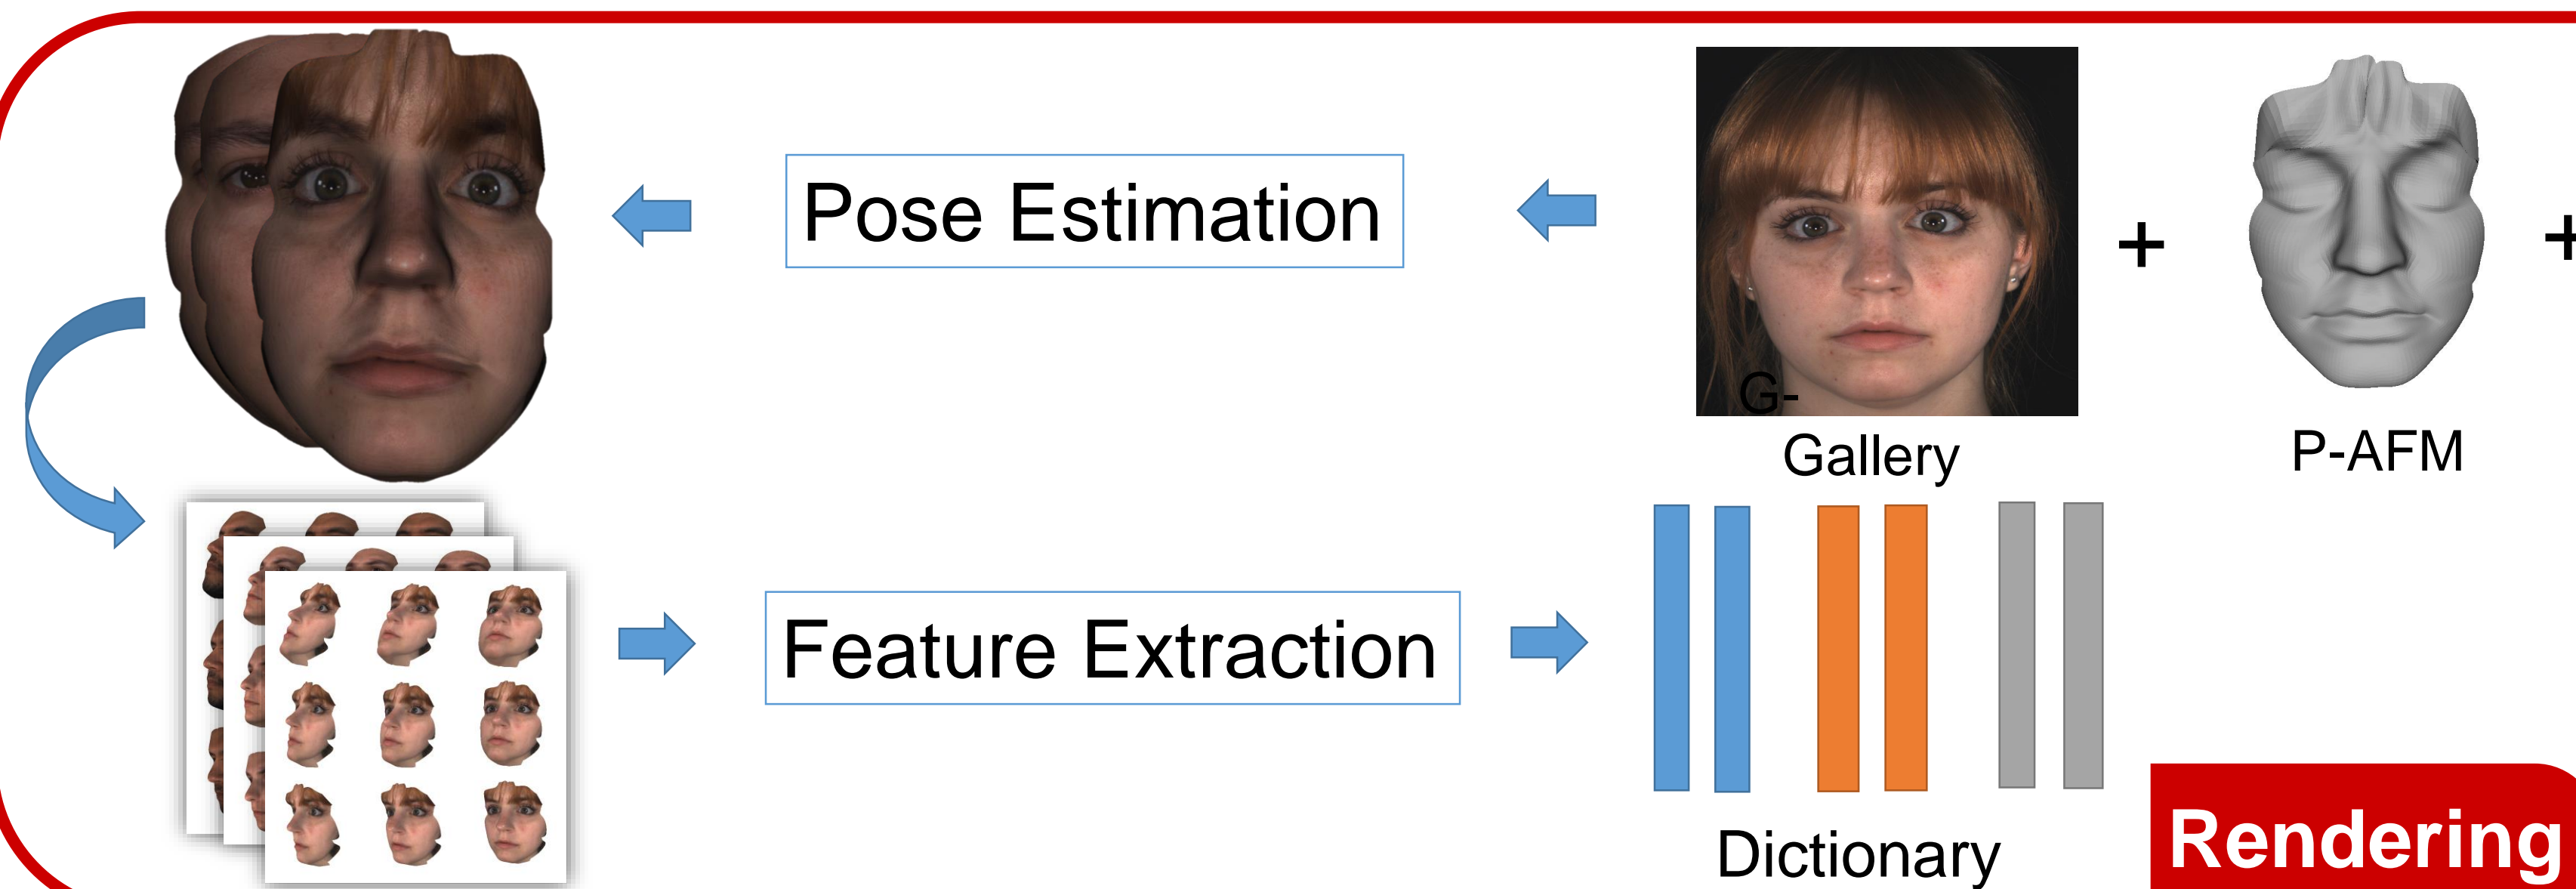 Pose Estimation
+
+
G-
Gallery
P-AFM
Feature Extraction
Dictionary
Rendering